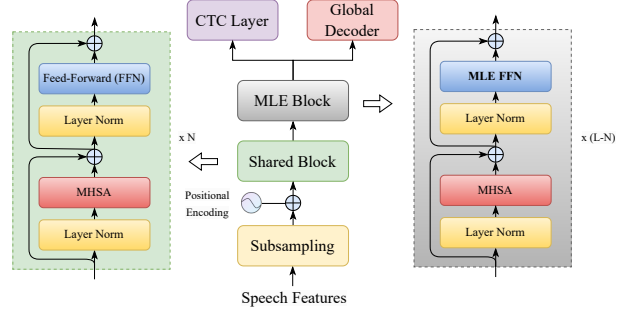 CTC Layer
Global
Decoder
MLE Block
Shared Block
Positional
Encoding
Subsampling
Speech Features
Feed-Forward (FFN)
Layer Norm
MHSA
Layer Norm
x N
MLE FFN
Layer Norm
MHSA
Layer Norm
x (L-N)